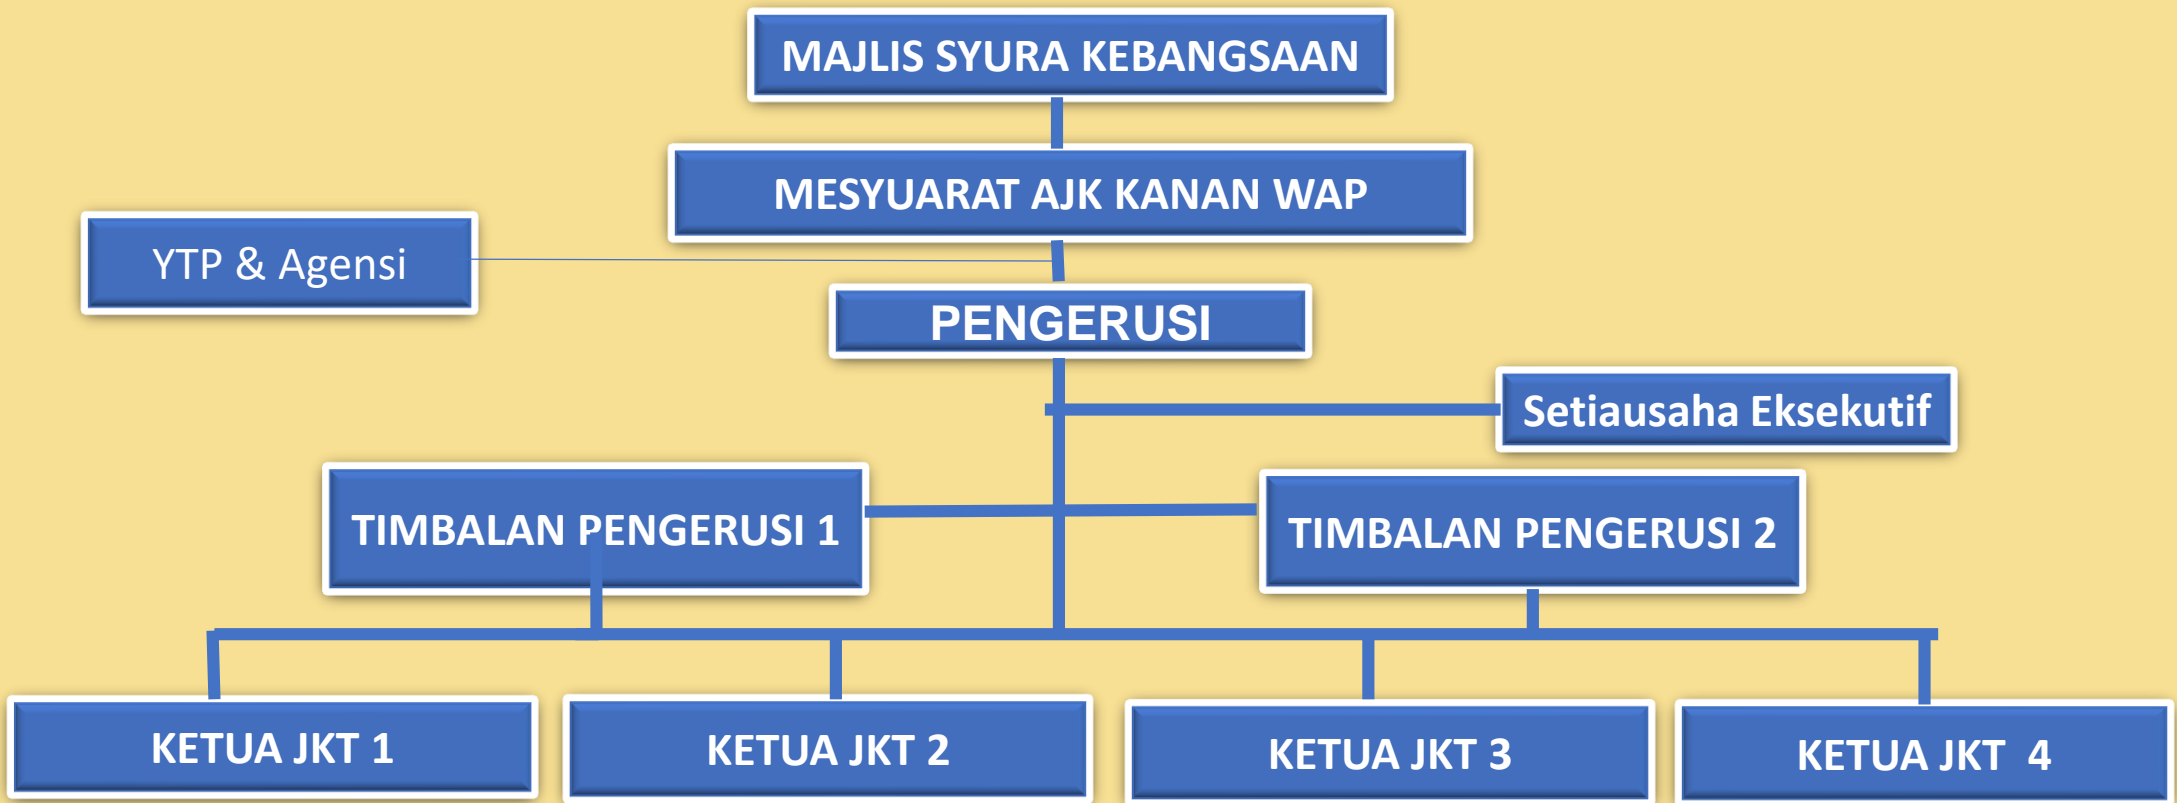 MAJLIS SYURA KEBANGSAAN
MESYUARAT AJK KANAN WAP
YTP & Agensi
PENGERUSI
Setiausaha Eksekutif
TIMBALAN PENGERUSI 1
TIMBALAN PENGERUSI 2
KETUA JKT 1
KETUA JKT 2
KETUA JKT 3
KETUA JKT 4